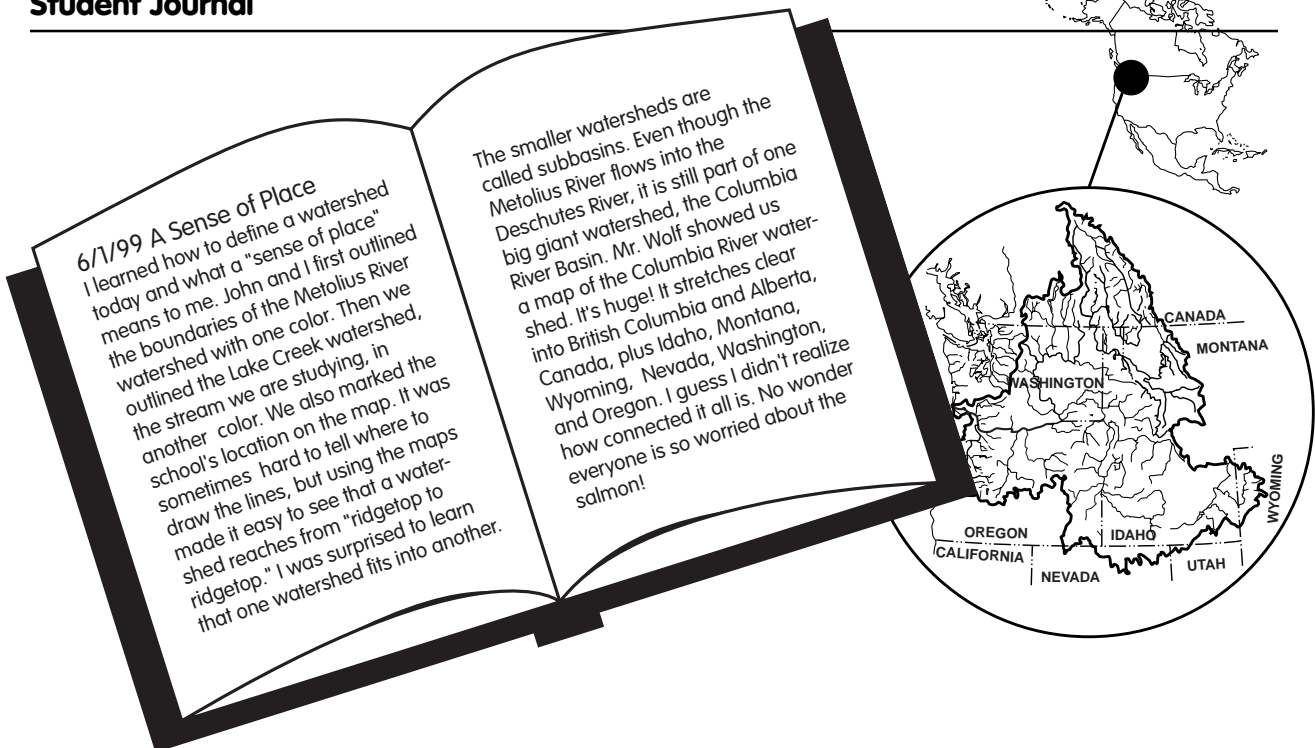 Student Journal
6/1/99 A Sense of Place
I learned how to define a watershed
today and what a "sense of place"
means to me. John and I first outlined
the boundaries of the Metolius River
watershed with one color. Then we
outlined the Lake Creek watershed,
the stream we are studying, in
another color. We also marked the
school's location on the map. It was
sometimes hard to tell where to
draw the lines, but using the maps
made it easy to see that a water-
shed reaches from "ridgetop to
ridgetop." I was surprised to learn
that one watershed fits into another.
The smaller watersheds are
called subbasins. Even though the
Metolius River flows into the
Deschutes River, it is still part of one
big giant watershed, the Columbia
River Basin. Mr. Wolf showed us
a map of the Columbia River water-
shed. It's huge! It stretches clear
into British Columbia and Alberta,
Canada, plus Idaho, Montana,
Wyoming, Nevada, Washington,
and Oregon. I guess I didn't realize
how connected it all is. No wonder
everyone is so worried about the
salmon!
CANADA
MONTANA
WASHINGTON
WYOMING
OREGON
IDAHO
CALIFORNIA
NEVADA
UTAH